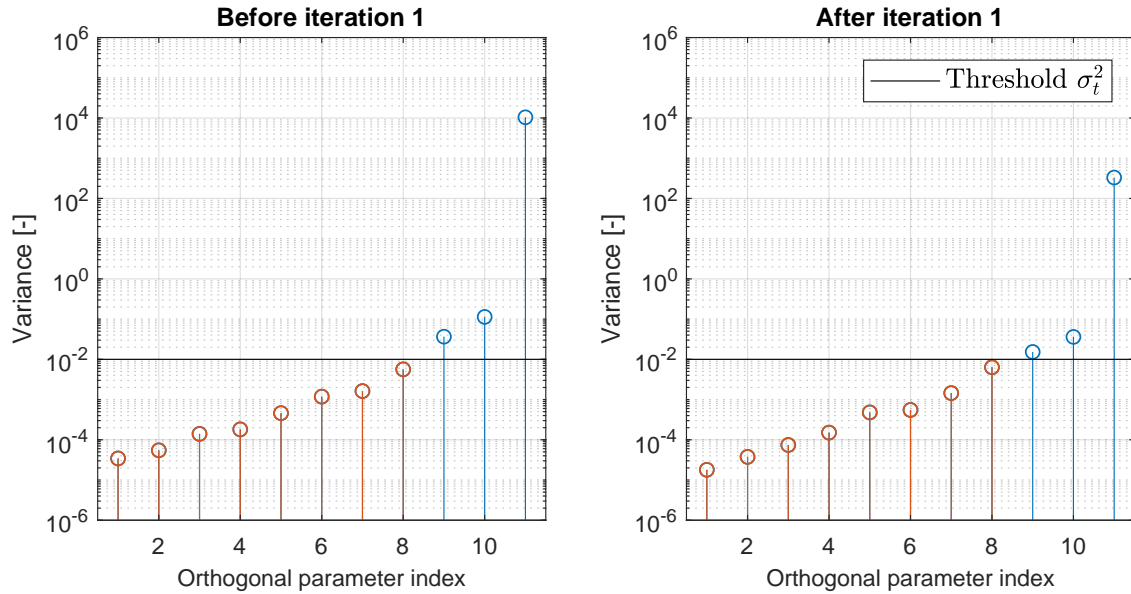 Before iteration 1
10^6
10^4
10^2
10^0
10^-2
10^-4
10^-6
Variance [-]
2 4 6 8 10
Orthogonal parameter index
After iteration 1
Threshold σ_t^2
10^6
10^4
10^2
10^0
10^-2
10^-4
10^-6
Variance [-]
2 4 6 8 10
Orthogonal parameter index